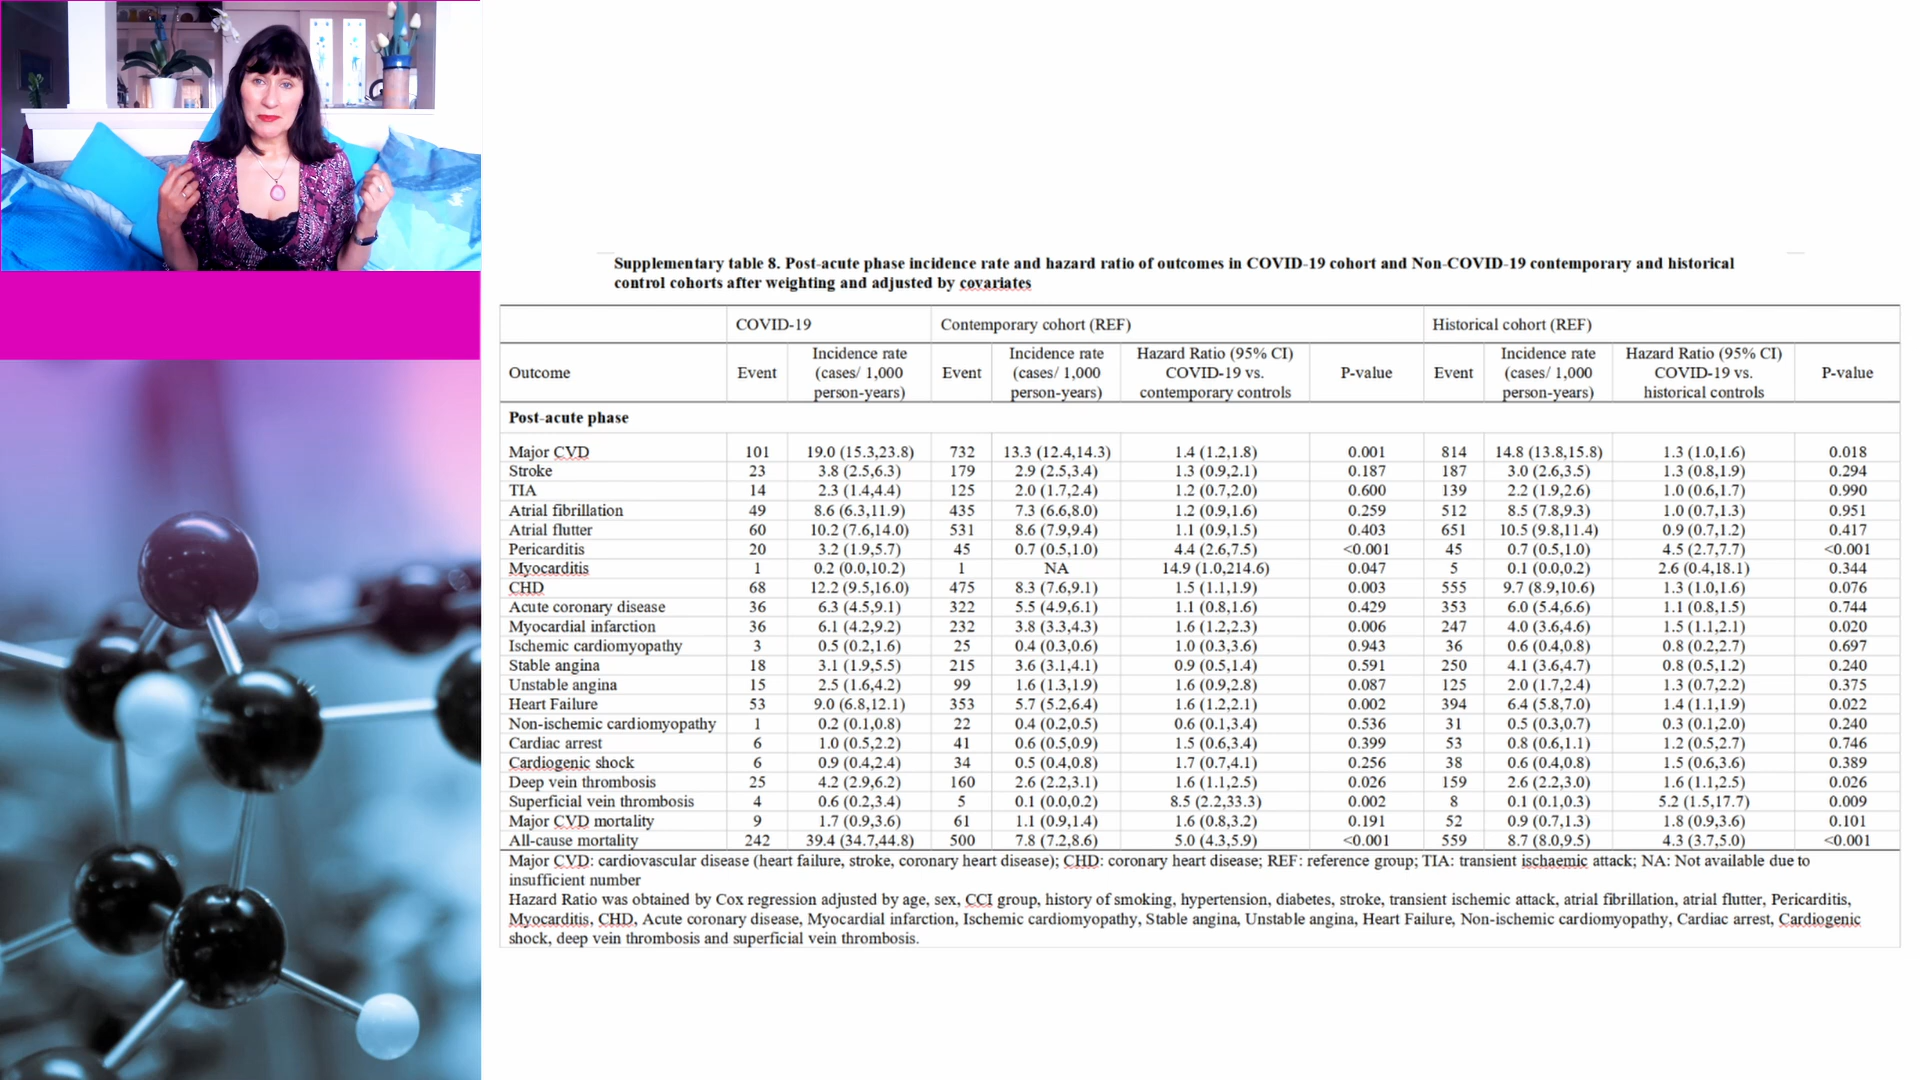 Supplementary table 8. Post-acute phase incidence rate and hazard ratio of outcomes in COVID-19 cohort and Non-COVID-19 contemporary and historical
control cohorts after weighting and adjusted by covariates
COVID-19 Contemporary cohort (REF) Historical cohort (REF)
Outcome Event Incidence rate (cases/ 1,000 person-years) Event Incidence rate (cases/ 1,000 person-years) Hazard Ratio (95% CI) COVID-19 vs. contemporary controls P-value Event Incidence rate (cases/ 1,000 person-years) Hazard Ratio (95% CI) COVID-19 vs. historical controls P-value
Post-acute phase
Major CVD 101 19.0 (15.3,23.8) 732 13.3 (12.4,14.3) 1.4 (1.2,1.8) 0.001 814 14.8 (13.8,15.8) 1.3 (1.0,1.6) 0.018
Stroke 23 3.8 (2.5,6.3) 179 2.9 (2.5,3.4) 1.3 (0.9,2.1) 0.187 187 3.0 (2.6,3.5) 1.3 (0.8,1.9) 0.294
TIA 14 2.3 (1.4,4.4) 125 2.0 (1.7,2.4) 1.2 (0.7,2.0) 0.600 139 2.2 (1.9,2.6) 1.0 (0.6,1.7) 0.990
Atrial fibrillation 49 8.6 (6.3,11.9) 435 7.3 (6.6,8.0) 1.2 (0.9,1.6) 0.259 512 8.5 (7.8,9.3) 1.0 (0.7,1.3) 0.951
Atrial flutter 60 10.2 (7.6,14.0) 531 8.6 (7.9,9.4) 1.1 (0.9,1.5) 0.403 651 10.5 (9.8,11.4) 0.9 (0.7,1.2) 0.417
Pericarditis 20 3.2 (1.9,5.7) 45 0.7 (0.5,1.0) 4.4 (2.6,7.5) <0.001 45 0.7 (0.5,1.0) 4.5 (2.7,7.7) <0.001
Myocarditis 1 0.2 (0.0,10.2) 1 NA 14.9 (1.0,214.6) 0.047 5 0.1 (0.0,0.2) 2.6 (0.4,18.1) 0.344
CHD 68 12.2 (9.5,16.0) 475 8.3 (7.6,9.1) 1.5 (1.1,1.9) 0.003 555 9.7 (8.9,10.6) 1.3 (1.0,1.6) 0.076
Acute coronary disease 36 6.3 (4.5,9.1) 322 5.5 (4.9,6.1) 1.1 (0.8,1.6) 0.429 353 6.0 (5.4,6.6) 1.1 (0.8,1.5) 0.744
Myocardial infarction 36 6.1 (4.2,9.2) 232 3.8 (3.3,4.3) 1.6 (1.2,2.3) 0.006 247 4.0 (3.6,4.6) 1.5 (1.1,2.1) 0.020
Ischemic cardiomyopathy 3 0.5 (0.2,1.6) 25 0.4 (0.3,0.6) 1.0 (0.3,3.6) 0.943 36 0.6 (0.4,0.8) 0.8 (0.2,2.7) 0.697
Stable angina 18 3.1 (1.9,5.5) 215 3.6 (3.1,4.1) 0.9 (0.5,1.4) 0.591 250 4.1 (3.6,4.7) 0.8 (0.5,1.2) 0.240
Unstable angina 15 2.5 (1.6,4.2) 99 1.6 (1.3,1.9) 1.6 (0.9,2.8) 0.087 125 2.0 (1.7,2.4) 1.3 (0.7,2.2) 0.375
Heart Failure 53 9.0 (6.8,12.1) 353 5.7 (5.2,6.4) 1.6 (1.2,2.1) 0.002 394 6.4 (5.8,7.0) 1.4 (1.1,1.9) 0.022
Non-ischemic cardiomyopathy 1 0.2 (0.1,0.8) 22 0.4 (0.2,0.5) 0.6 (0.1,3.4) 0.536 31 0.5 (0.3,0.7) 0.3 (0.1,2.0) 0.240
Cardiac arrest 6 1.0 (0.5,2.2) 41 0.6 (0.5,0.9) 1.5 (0.6,3.4) 0.399 53 0.8 (0.6,1.1) 1.2 (0.5,2.7) 0.746
Cardiogenic shock 6 0.9 (0.4,2.4) 34 0.5 (0.4,0.8) 1.7 (0.7,4.1) 0.256 38 0.6 (0.4,0.8) 1.5 (0.6,3.6) 0.389
Deep vein thrombosis 25 4.2 (2.9,6.2) 160 2.6 (2.2,3.1) 1.6 (1.1,2.5) 0.026 159 2.6 (2.2,3.0) 1.6 (1.1,2.5) 0.026
Superficial vein thrombosis 4 0.6 (0.2,3.4) 5 0.1 (0.0,0.2) 8.5 (2.2,33.3) 0.002 8 0.1 (0.1,0.3) 5.2 (1.5,17.7) 0.009
Major CVD mortality 9 1.7 (0.9,3.6) 61 1.1 (0.9,1.4) 1.6 (0.8,3.2) 0.191 52 0.9 (0.7,1.3) 1.8 (0.9,3.6) 0.101
All-cause mortality 242 39.4 (34.7,44.8) 500 7.8 (7.2,8.6) 5.0 (4.3,5.9) <0.001 559 8.7 (8.0,9.5) 4.3 (3.7,5.0) <0.001
Major CVD: cardiovascular disease (heart failure, stroke, coronary heart disease); CHD: coronary heart disease; REF: reference group; TIA: transient ischaemic attack; NA: Not available due to
insufficient number
Hazard Ratio was obtained by Cox regression adjusted by age, sex, CCI group, history of smoking, hypertension, diabetes, stroke, transient ischemic attack, atrial fibrillation, atrial flutter, Pericarditis,
Myocarditis, CHD, Acute coronary disease, Myocardial infarction, Ischemic cardiomyopathy, Stable angina, Unstable angina, Heart Failure, Non-ischemic cardiomyopathy, Cardiac arrest, Cardiogenic
shock, deep vein thrombosis and superficial vein thrombosis.